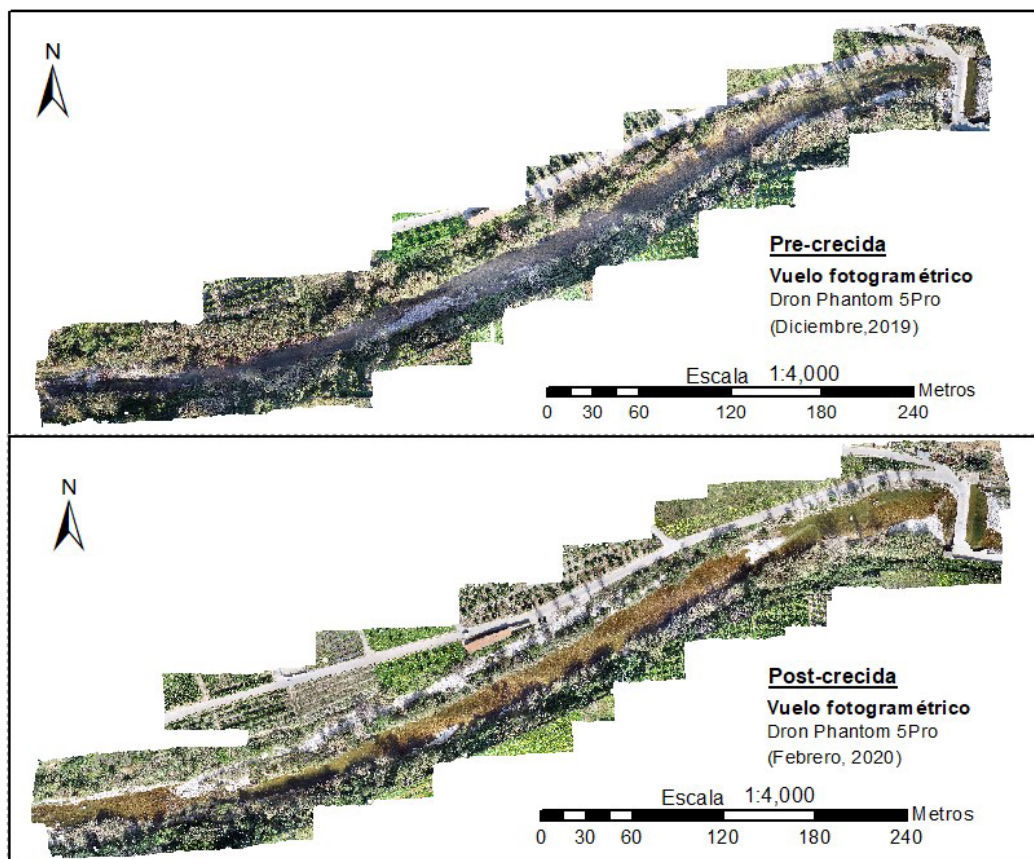 N
Pre-crecida
Vuelo fotogramétrico
Dron Phantom 5Pro
(Diciembre,2019)
Escala 1:4,000
Metros
0 30 60 120 180 240
N
Post-crecida
Vuelo fotogramétrico
Dron Phantom 5Pro
(Febrero, 2020)
Escala 1:4,000
Metros
0 30 60 120 180 240